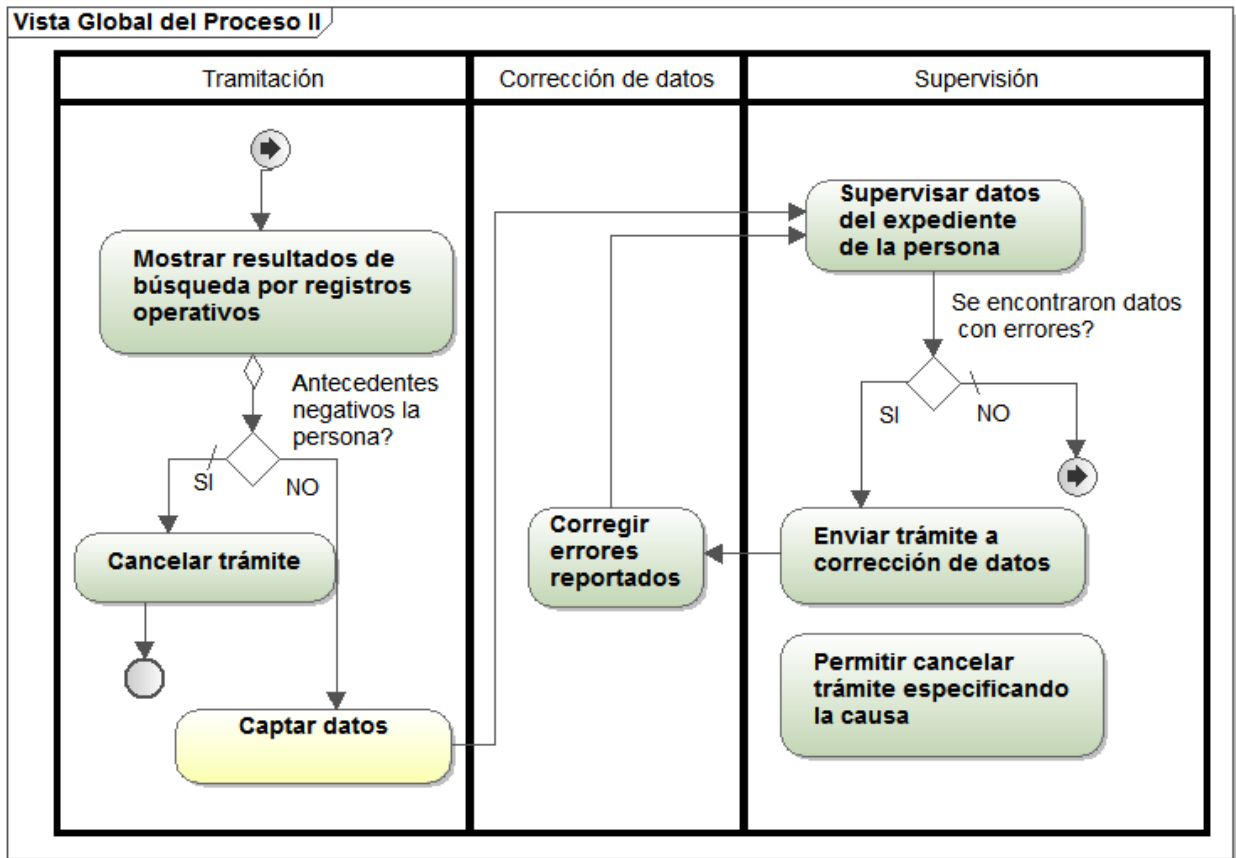 Vista Global del Proceso II
Tramitación
Corrección de datos
Supervisión
Mostrar resultados de
búsqueda por registros
operativos
Antecedentes
negativos la
persona?
SI
NO
Cancelar trámite
Captar datos
Corregir
errores
reportados
Supervisar datos
del expediente
de la persona
Se encontraron datos
con errores?
SI
NO
Enviar trámite a
corrección de datos
Permitir cancelar
trámite especificando
la causa